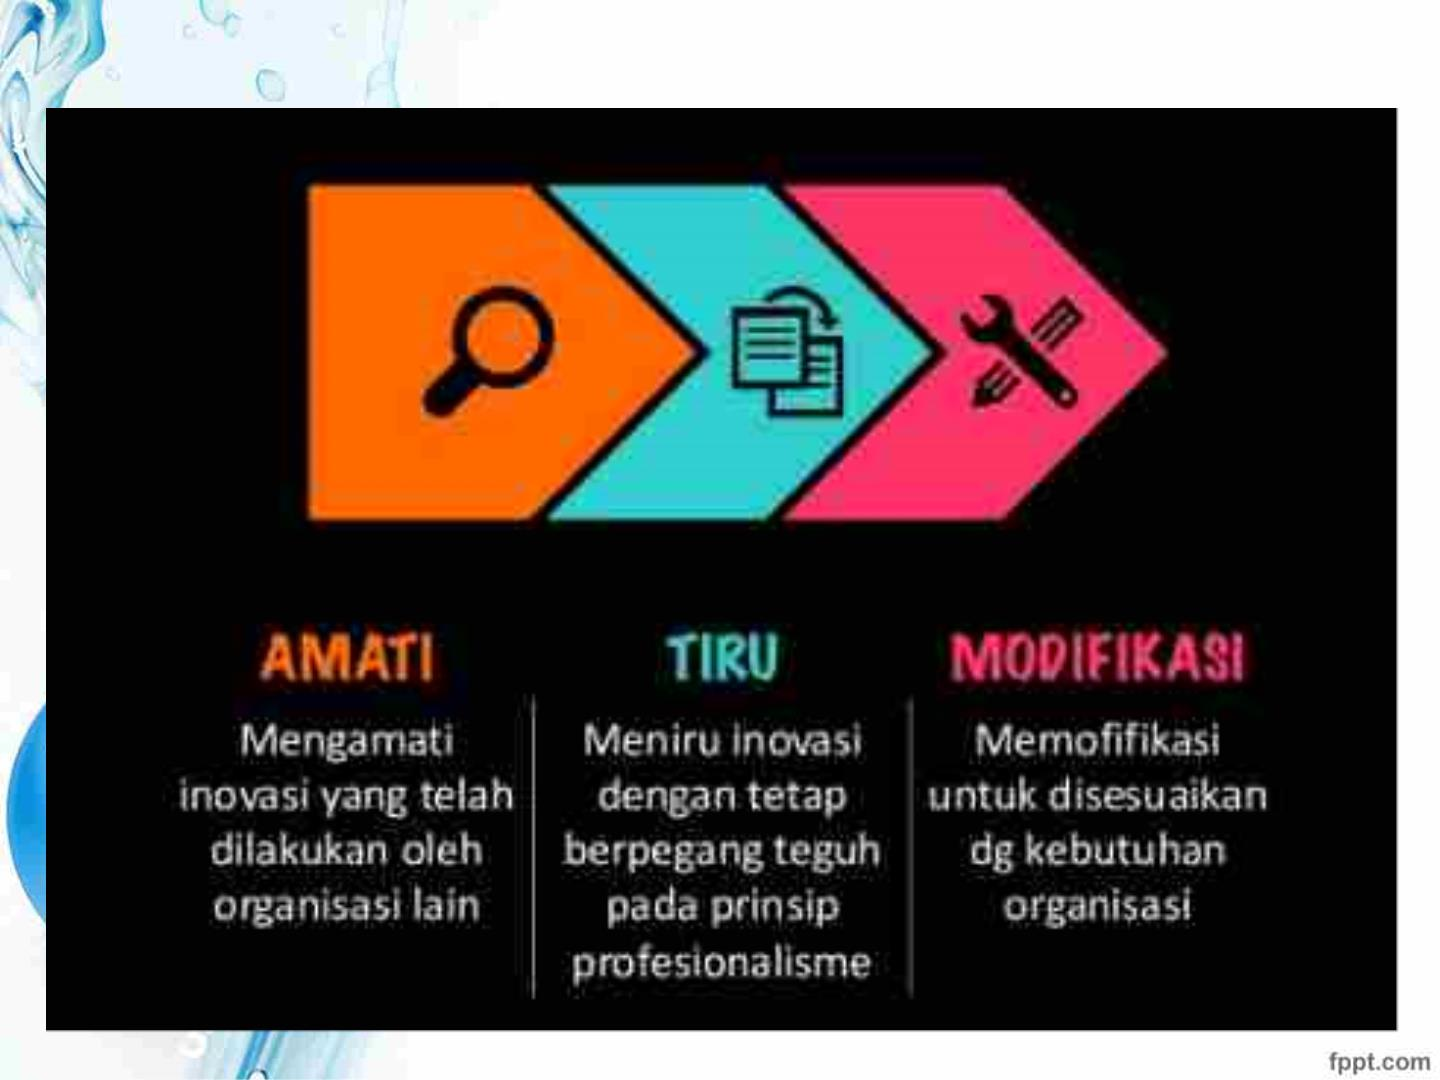 AMATI
Mengamati
inovasi yang telah
dilakukan oleh
organisasi lain
TIRU
Meniru inovasi
dengan tetap
berpegang teguh
pada prinsip
profesionalisme
MODIFIKASI
Memofifikasi
untuk disesuaikan
dg kebutuhan
organisasi
fppt.com